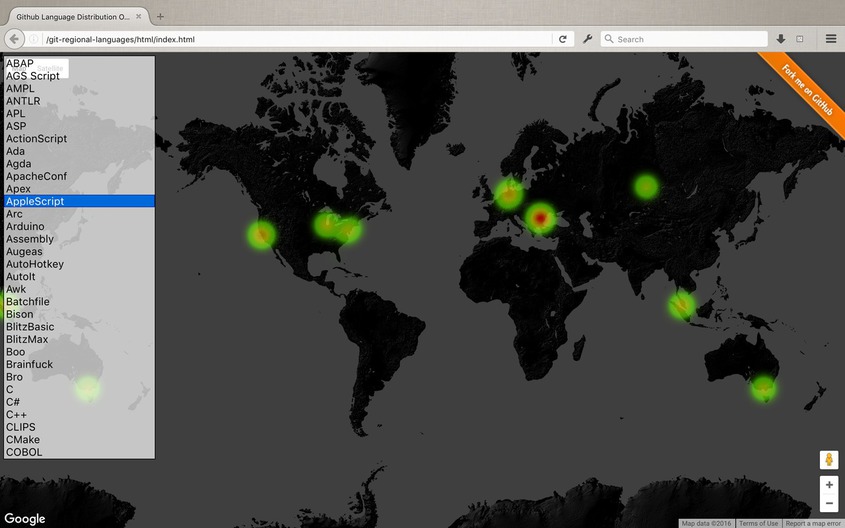 Github Language Distribution O...
/git-regional-languages/html/index.html
Search
Fork me on GitHub
Satellite
ABAP
AGS Script
AMPL
ANTLR
APL
ASP
ActionScript
Ada
Agda
ApacheConf
Apex
AppleScript
Arc
Arduino
Assembly
Augeas
AutoHotkey
AutoIt
Awk
Batchfile
Bison
BlitzBasic
BlitzMax
Boo
Brainfuck
Bro
C
C#
C++
CLIPS
CMake
COBOL
Google
Map data ©2016
Terms of Use
Report a map error